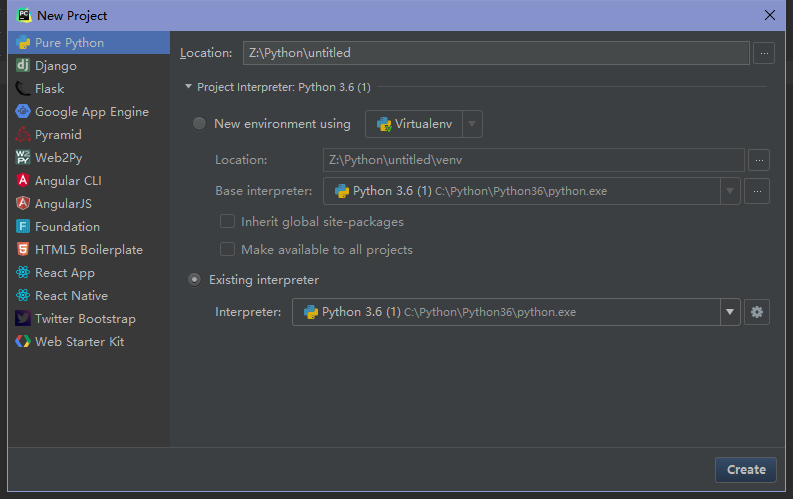 New Project
Pure Python
Django
Flask
Google App Engine
Pyramid
Web2Py
Angular CLI
AngularJS
Foundation
HTML5 Boilerplate
React App
React Native
Twitter Bootstrap
Web Starter Kit
Location: Z:\Python\untitled ...
Project Interpreter: Python 3.6 (1)
New environment using Virtualenv
Location: Z:\Python\untitled\venv ...
Base interpreter: Python 3.6 (1) C:\Python\Python36\python.exe ...
Inherit global site-packages
Make available to all projects
Existing interpreter
Interpreter: Python 3.6 (1) C:\Python\Python36\python.exe
Create